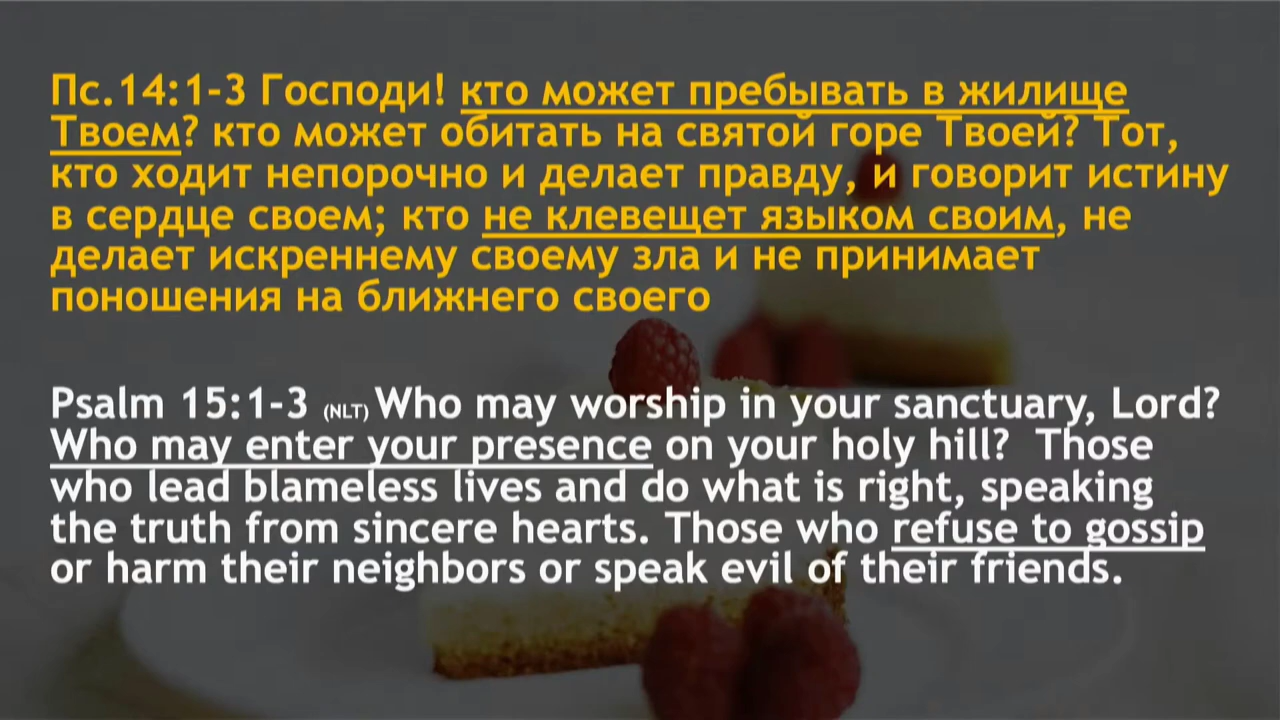 Пс.14:1-3 Господи! кто может пребывать в жилище
Твоем? кто может обитать на святой горе Твоей? Тот,
кто ходит непорочно и делает правду, и говорит истину
в сердце своем; кто не клевещет языком своим, не
делает искреннему своему зла и не принимает
поношения на ближнего своего
Psalm 15:1-3 (NLT) Who may worship in your sanctuary, Lord?
Who may enter your presence on your holy hill? Those
who lead blameless lives and do what is right, speaking
the truth from sincere hearts. Those who refuse to gossip
or harm their neighbors or speak evil of their friends.